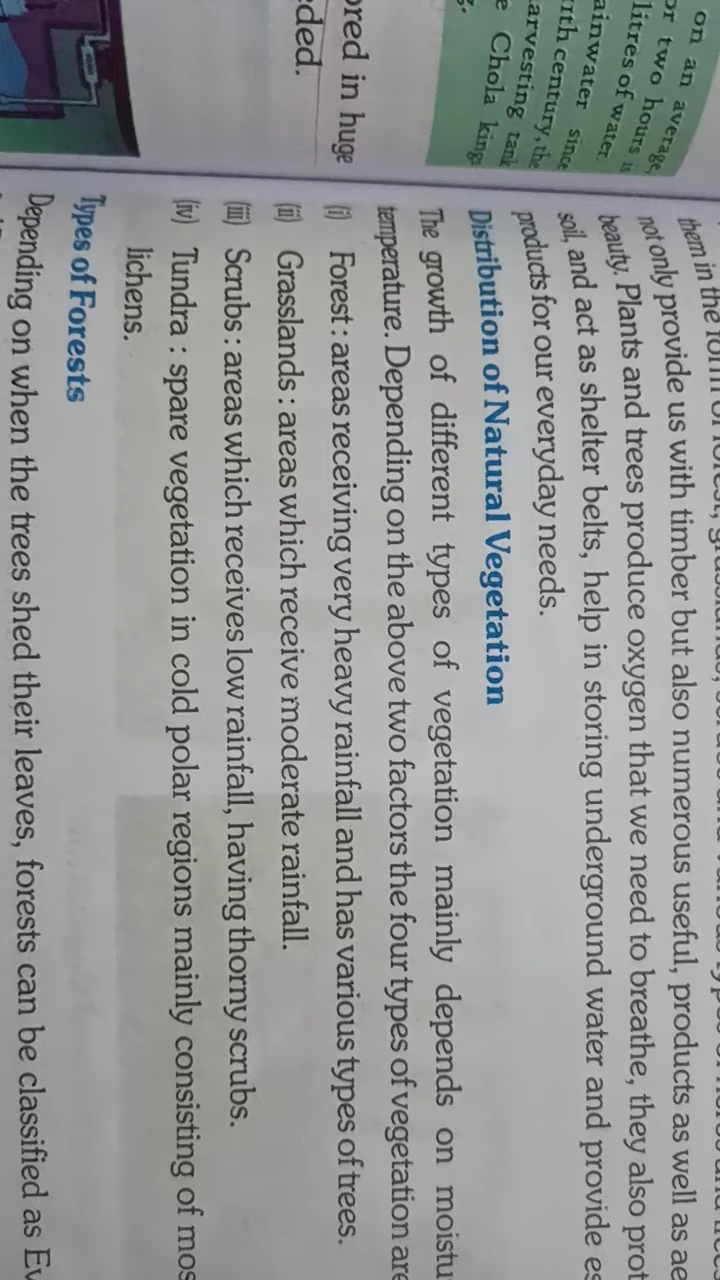 on an average,
or two hours is
litres of water.
ainwater since
arvesting tank
e Chola king
ored in huge
ded.
them in the
not only provide us with timber but also numerous useful, products as well as ae
beauty. Plants and trees produce oxygen that we need to breathe, they also prot
soil, and act as shelter belts, help in storing underground water and provide es
products for our everyday needs.
Distribution of Natural Vegetation
The growth of different types of vegetation mainly depends on moistu
temperature. Depending on the above two factors the four types of vegetation are
(i) Forest : areas receiving very heavy rainfall and has various types of trees.
(ii) Grasslands : areas which receive moderate rainfall.
(iii) Scrubs : areas which receives low rainfall, having thorny scrubs.
(iv) Tundra : spare vegetation in cold polar regions mainly consisting of mos
lichens.
Types of Forests
Depending on when the trees shed their leaves, forests can be classified as Ev